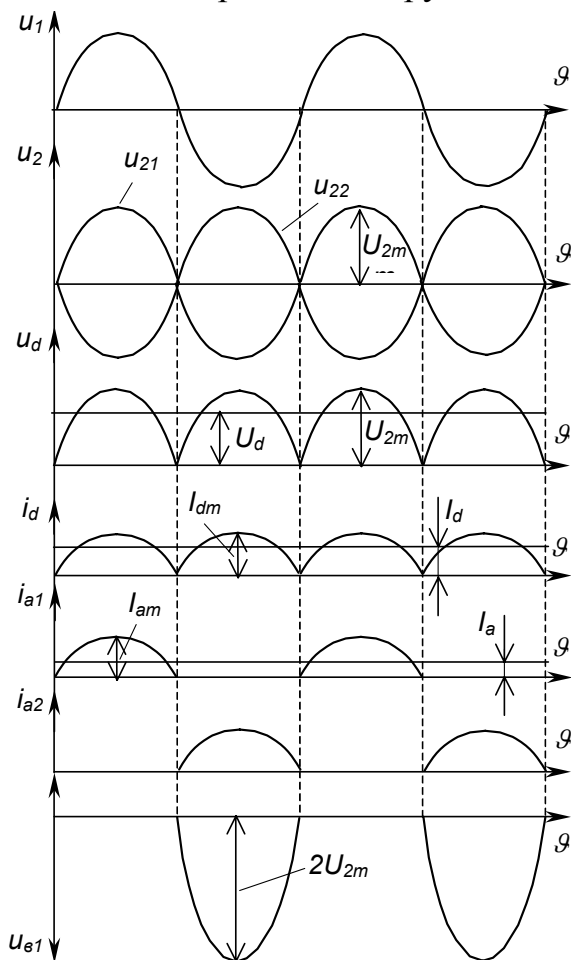 u1
ϑ
u2
u21
u22
U2m
ϑ
ud
Ud
U2m
ϑ
id
Idm
Id
ϑ
ia1
Iam
Ia
ϑ
ia2
ϑ
2U2m
uв1